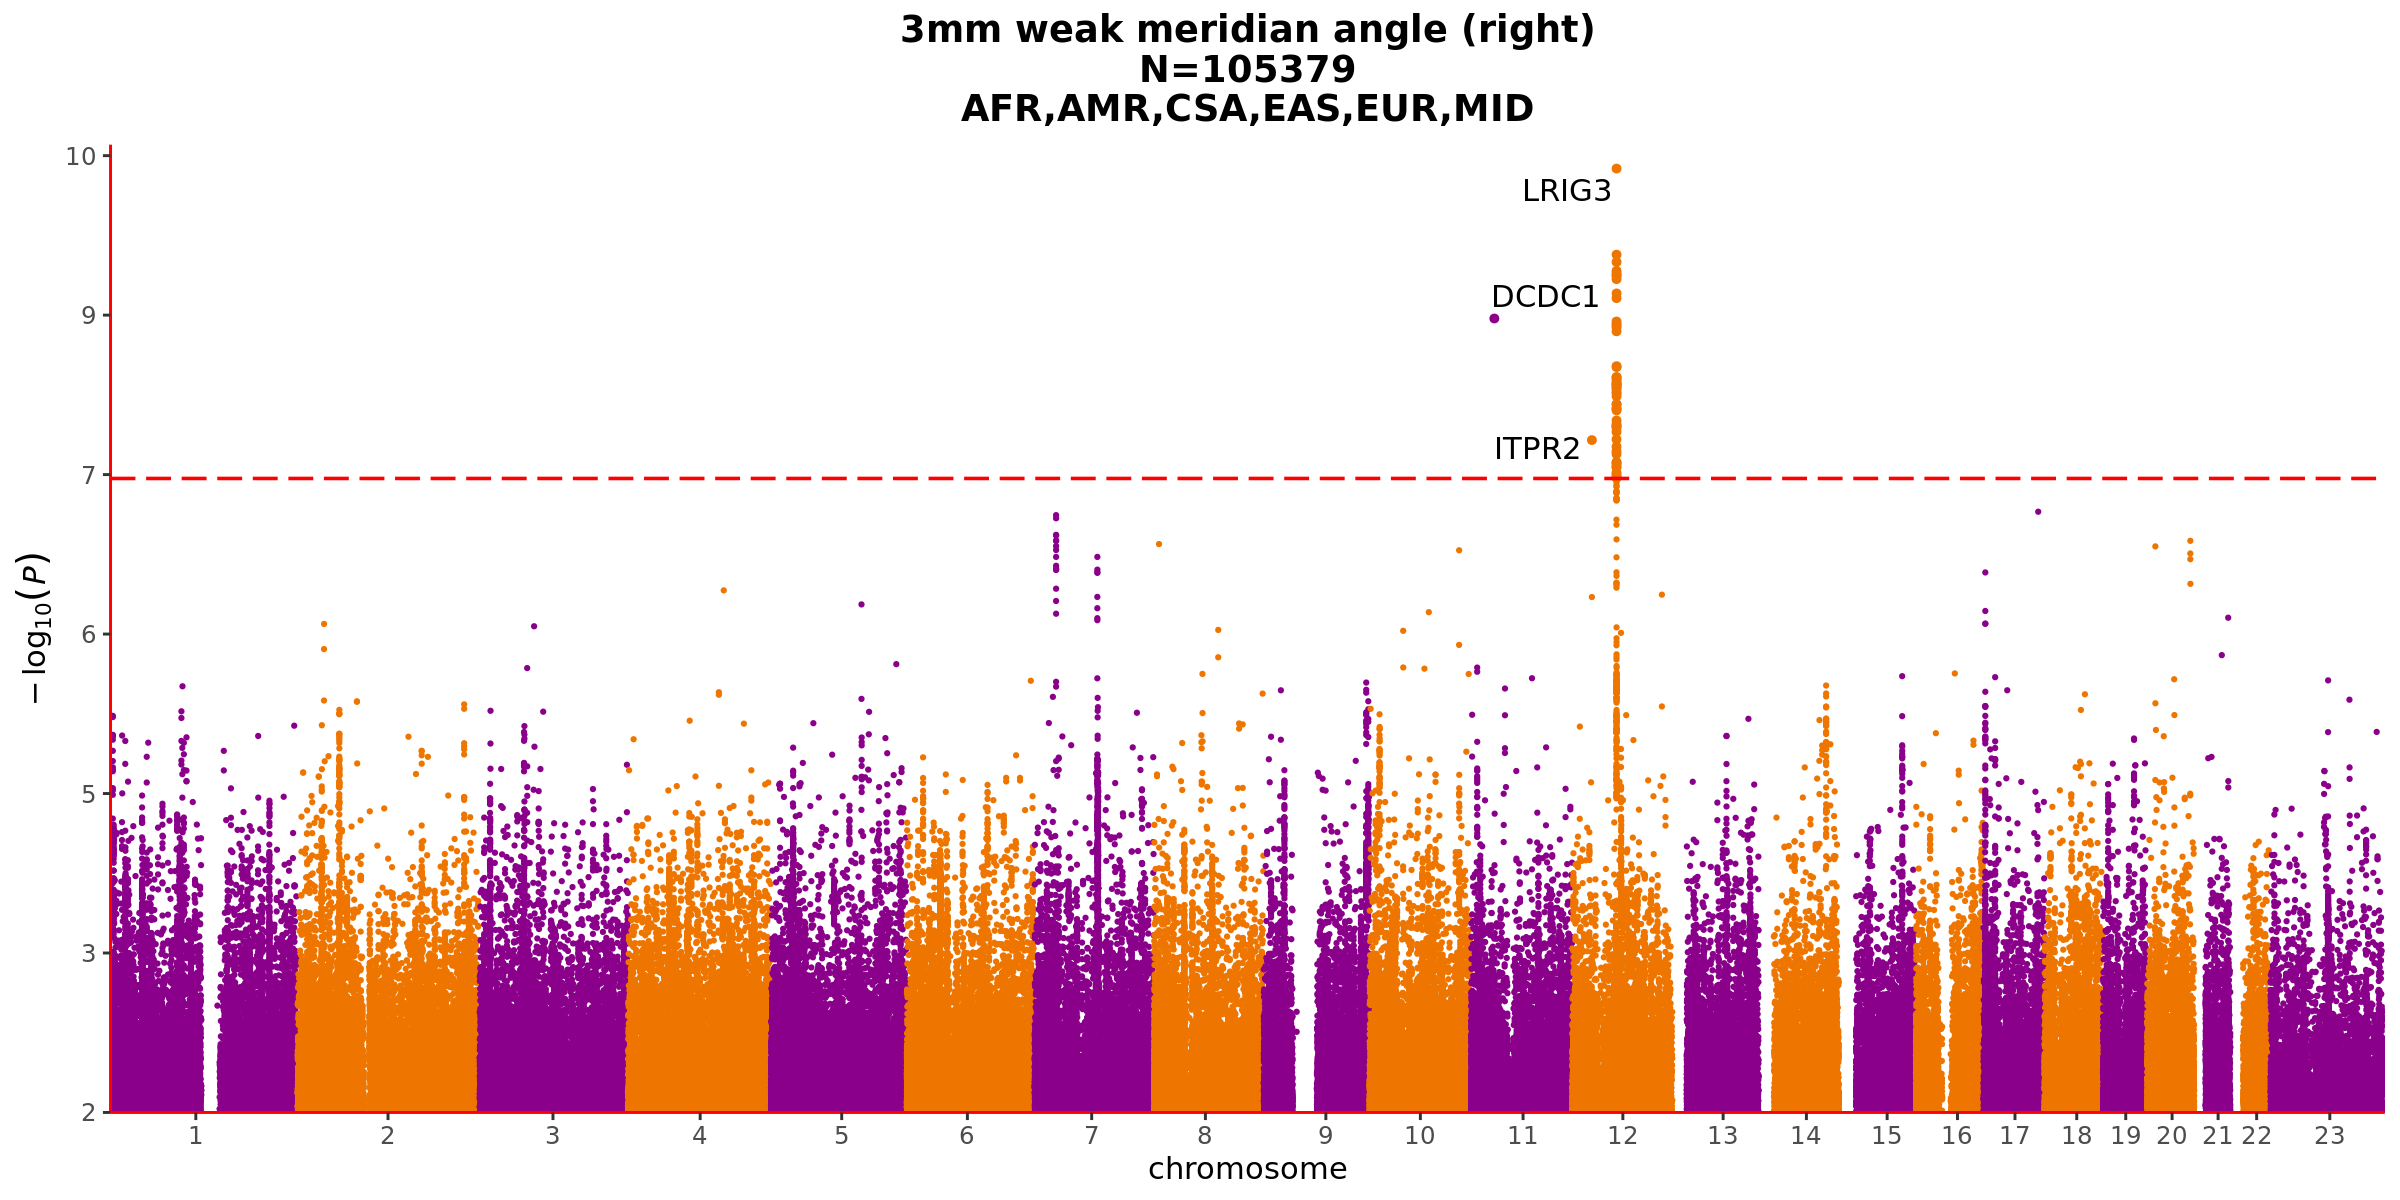 3mm weak meridian angle (right)
N=105379
AFR,AMR,CSA,EAS,EUR,MID
10
LRIG3
DCDC1
9
ITPR2
7
6
5
3
2
− log10(P)
1 2 3 4 5 6 7 8 9 10 11 12 13 14 15 16 17 18 19 20 21 22 23
chromosome